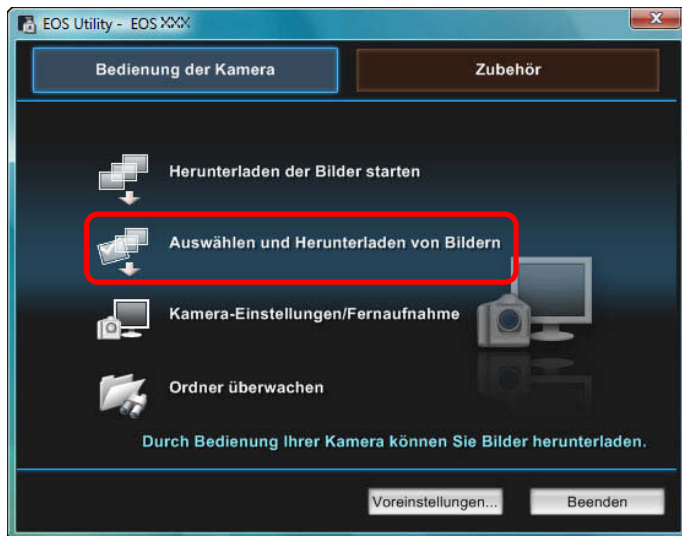 EOS Utility - EOS XXX
Bedienung der Kamera
Zubehör
Herunterladen der Bilder starten
Auswählen und Herunterladen von Bildern
Kamera-Einstellungen/Fernaufnahme
Ordner überwachen
Durch Bedienung Ihrer Kamera können Sie Bilder herunterladen.
Voreinstellungen...
Beenden